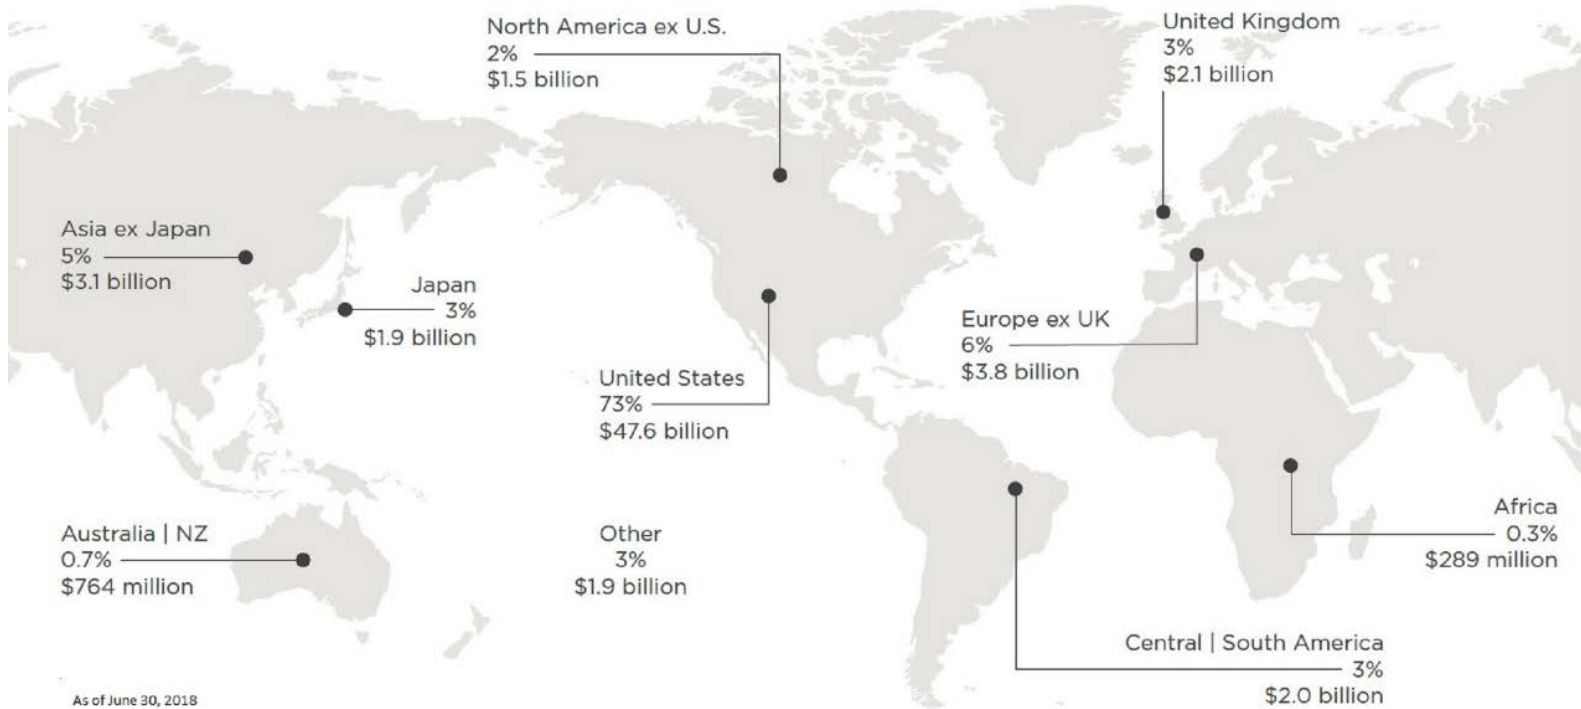 North America ex U.S.
2%
$1.5 billion
United Kingdom
3%
$2.1 billion
Asia ex Japan
5%
$3.1 billion
Japan
3%
$1.9 billion
Europe ex UK
6%
$3.8 billion
United States
73%
$47.6 billion
Australia | NZ
0.7%
$764 million
Other
3%
$1.9 billion
Africa
0.3%
$289 million
Central | South America
3%
$2.0 billion
As of June 30, 2018